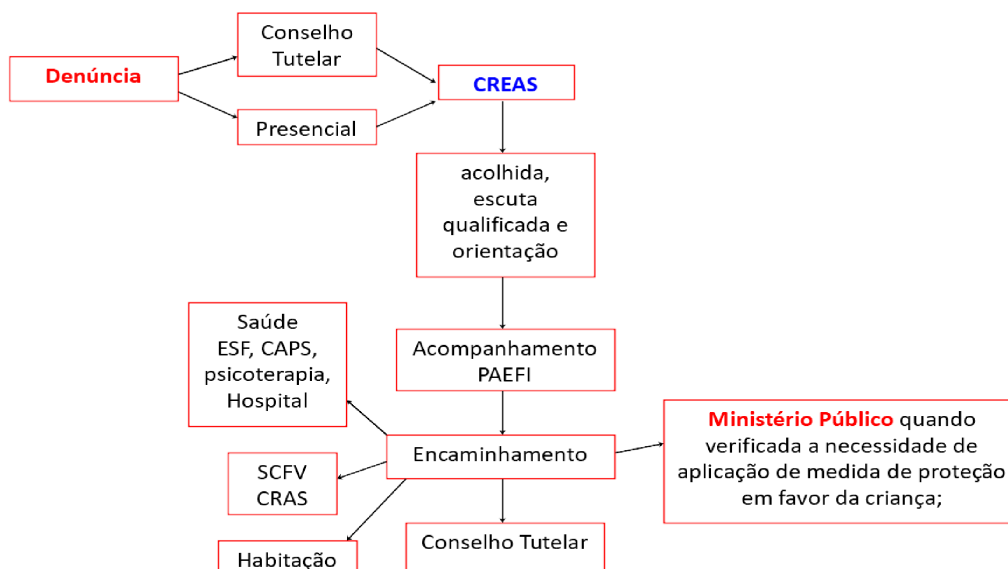 Denúncia
Conselho
Tutelar
Presencial
CREAS
acolhida,
escuta
qualificada e
orientação
Acompanhamento
PAEFI
Saúde
ESF, CAPS,
psicoterapia,
Hospital
Encaminhamento
Ministério Público quando
verificada a necessidade de
aplicação de medida de proteção
em favor da criança;
SCFV
CRAS
Habitação
Conselho Tutelar